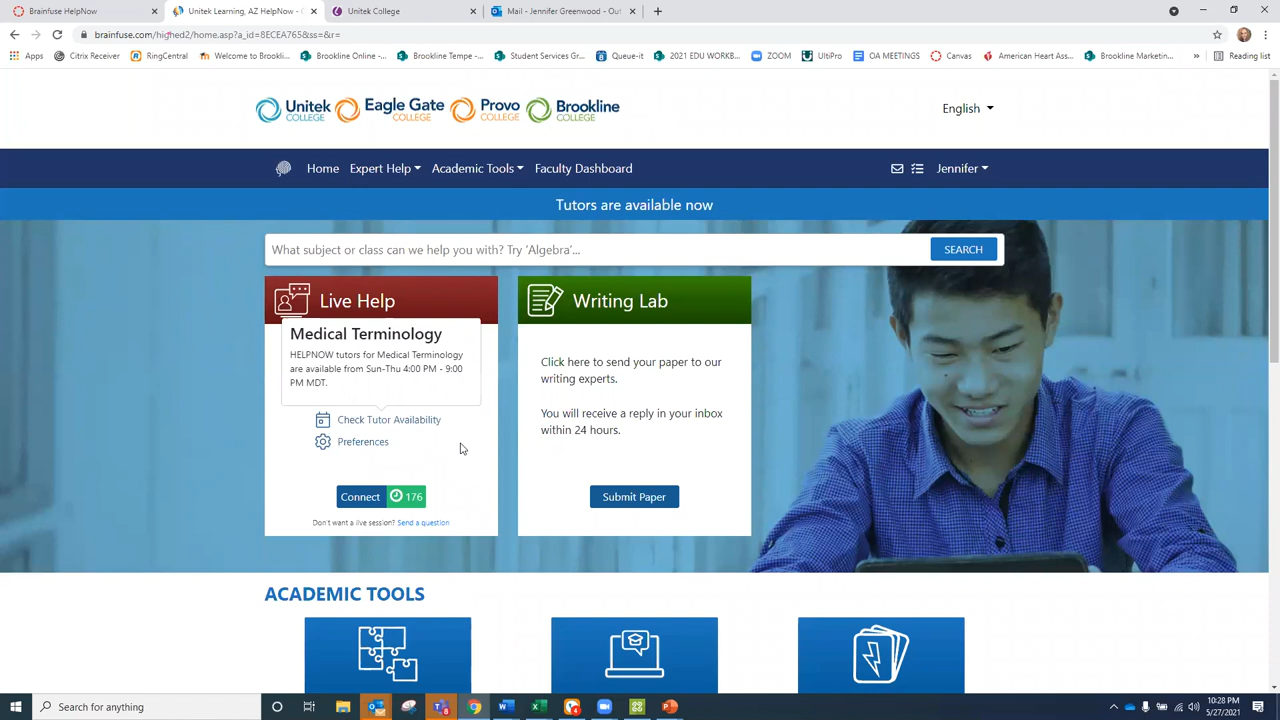 Brainfuse HelpNow
Unitek Learning, AZ HelpNow -
Unitek College
Mail - Jennifer Greenwood - Out
brainfuse.com/highed2/home.asp?a_id=8ECEA765&ss=&r=
Apps
Citrix Receiver
RingCentral
Welcome to Brookli...
Brookline Online -...
Brookline Tempe -...
Student Services Gr...
Queue-it
2021 EDU WORKB...
ZOOM
UltiPro
OA MEETINGS
Canvas
American Heart Ass...
Brookline Marketin...
»
Reading list
Unitek COLLEGE
Eagle Gate COLLEGE
Provo COLLEGE
Brookline COLLEGE
English
Home
Expert Help
Academic Tools
Faculty Dashboard
Jennifer
Tutors are available now
What subject or class can we help you with? Try 'Algebra'...
SEARCH
Live Help
Medical Terminology
HELPNOW tutors for Medical Terminology
are available from Sun-Thu 4:00 PM - 9:00
PM MDT.
Check Tutor Availability
Preferences
Connect
176
Don't want a live session? Send a question
Writing Lab
Click here to send your paper to our
writing experts.
You will receive a reply in your inbox
within 24 hours.
Submit Paper
ACADEMIC TOOLS
Search for anything
10:28 PM
5/27/2021